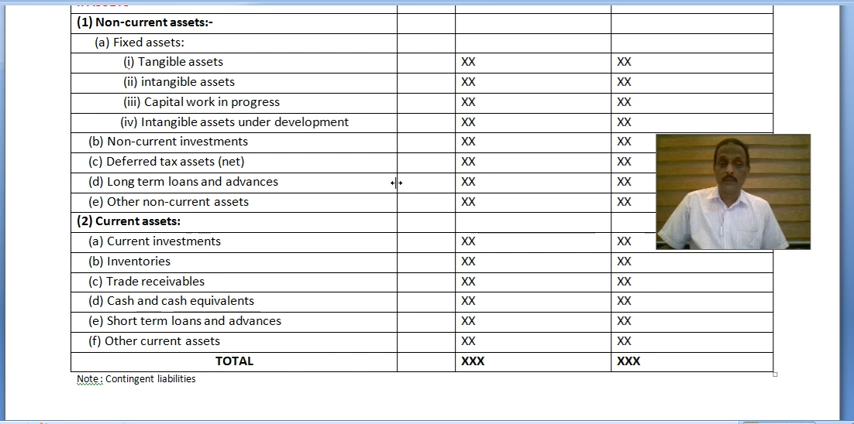 (1) Non-current assets:-
(a) Fixed assets:
(i) Tangible assets XX XX
(ii) intangible assets XX XX
(iii) Capital work in progress XX XX
(iv) Intangible assets under development XX XX
(b) Non-current investments XX XX
(c) Deferred tax assets (net) XX XX
(d) Long term loans and advances XX XX
(e) Other non-current assets XX XX
(2) Current assets:
(a) Current investments XX XX
(b) Inventories XX XX
(c) Trade receivables XX XX
(d) Cash and cash equivalents XX XX
(e) Short term loans and advances XX XX
(f) Other current assets XX XX
TOTAL XXX XXX
Note : Contingent liabilities